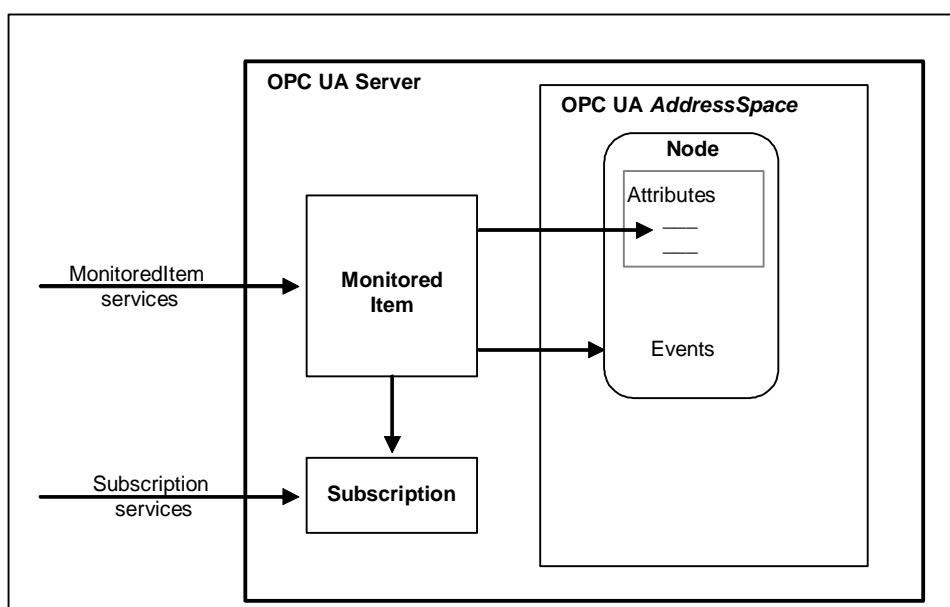 OPC UA Server
OPC UA AddressSpace
Node
Attributes
MonitoredItem
services
Monitored
Item
Events
Subscription
services
Subscription